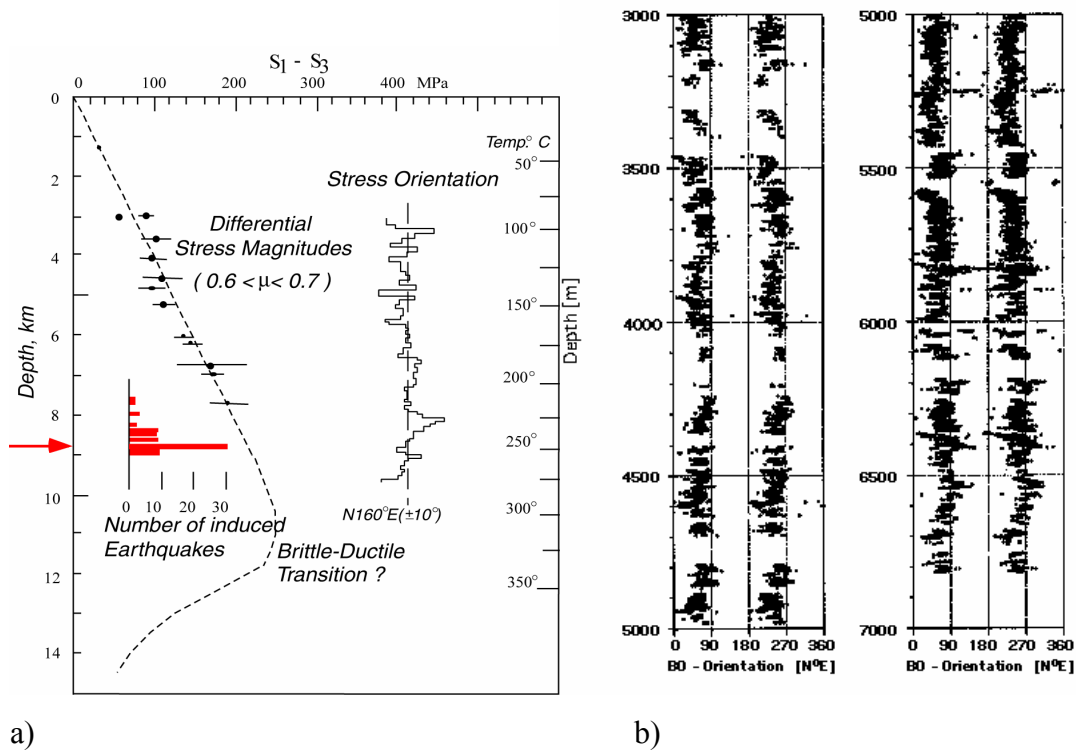 S1 - S3
0 100 200 300 400 MPa
0
2
4
6
8
10
12
14
Depth, km
Differential
Stress Magnitudes
( 0.6 < μ < 0.7 )
Stress Orientation
N160°E(±10°)
Temp.° C
50°
100°
150°
200°
250°
300°
350°
0 10 20 30
Number of induced
Earthquakes
Brittle-Ductile
Transition ?
a)
Depth [m]
3000
3500
4000
4500
5000
0 90 180 270 360
BO - Orientation [N°E]
5000
5500
6000
6500
7000
0 90 180 270 360
BO - Orientation [N°E]
b)